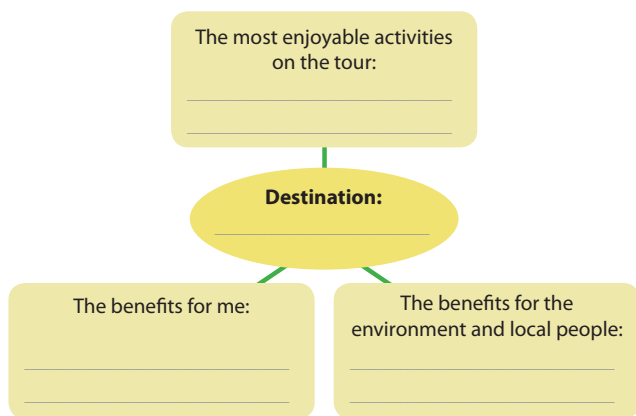 The most enjoyable activities
on the tour:
Destination:
The benefits for me:
The benefits for the
environment and local people: